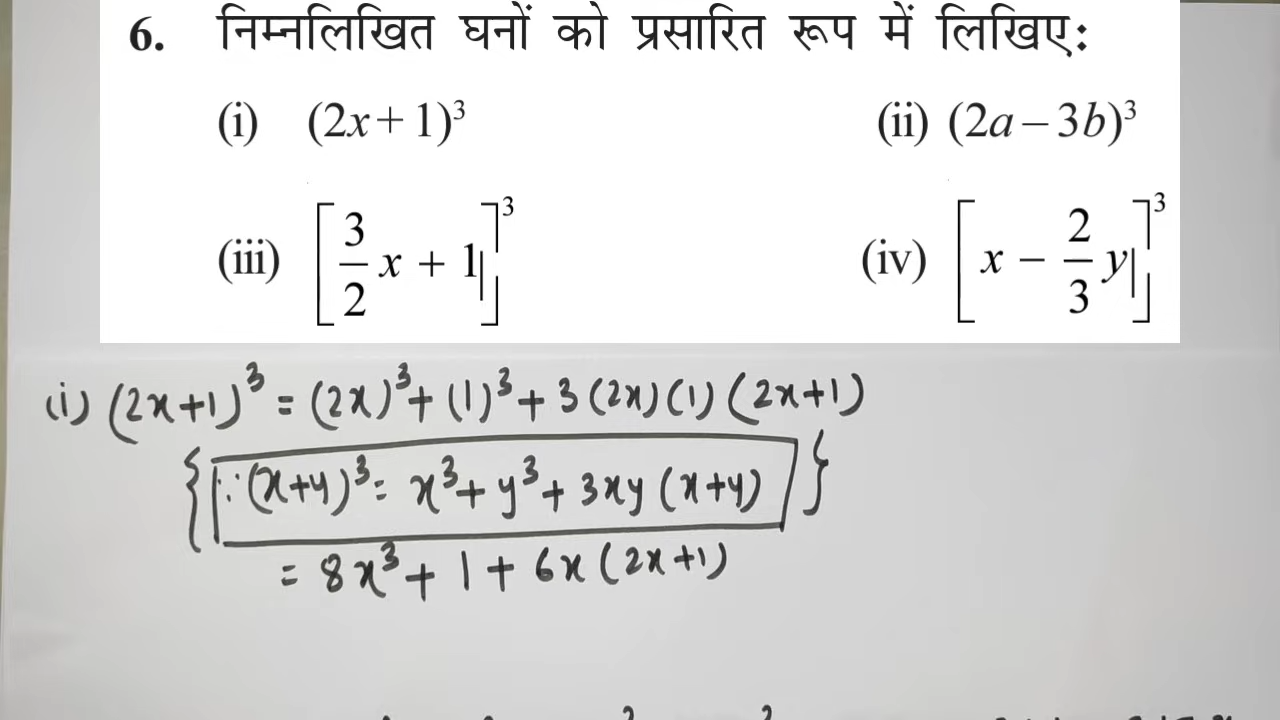 6. निम्नलिखित घनों को प्रसारित रूप में लिखिए:
(i) (2x + 1)³ (ii) (2a – 3b)³
(iii) [3/2 x + 1]³ (iv) [x – 2/3 y]³
(i) (2x+1)³ = (2x)³ + (1)³ + 3(2x)(1)(2x+1)
{∵ (x+y)³ = x³ + y³ + 3xy(x+y)}
= 8x³ + 1 + 6x(2x+1)